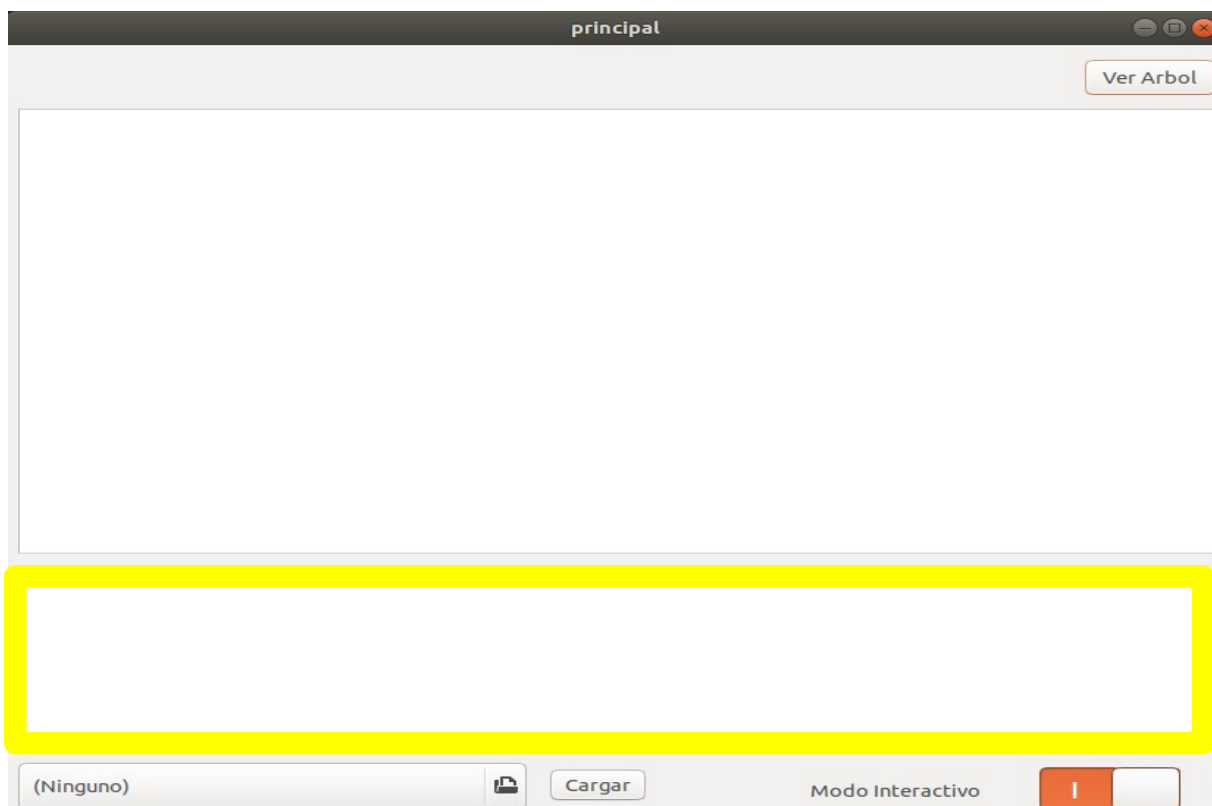 principal
Ver Arbol
(Ninguno)
Cargar
Modo Interactivo